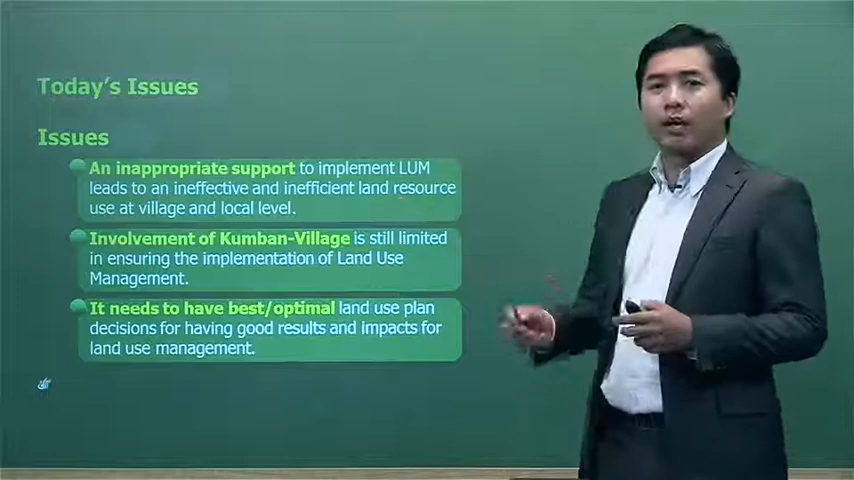 Today's Issues
Issues
An inappropriate support to implement LUM
leads to an ineffective and inefficient land resource
use at village and local level.
Involvement of Kumban-Village is still limited
in ensuring the implementation of Land Use
Management.
It needs to have best/optimal land use plan
decisions for having good results and impacts for
land use management.